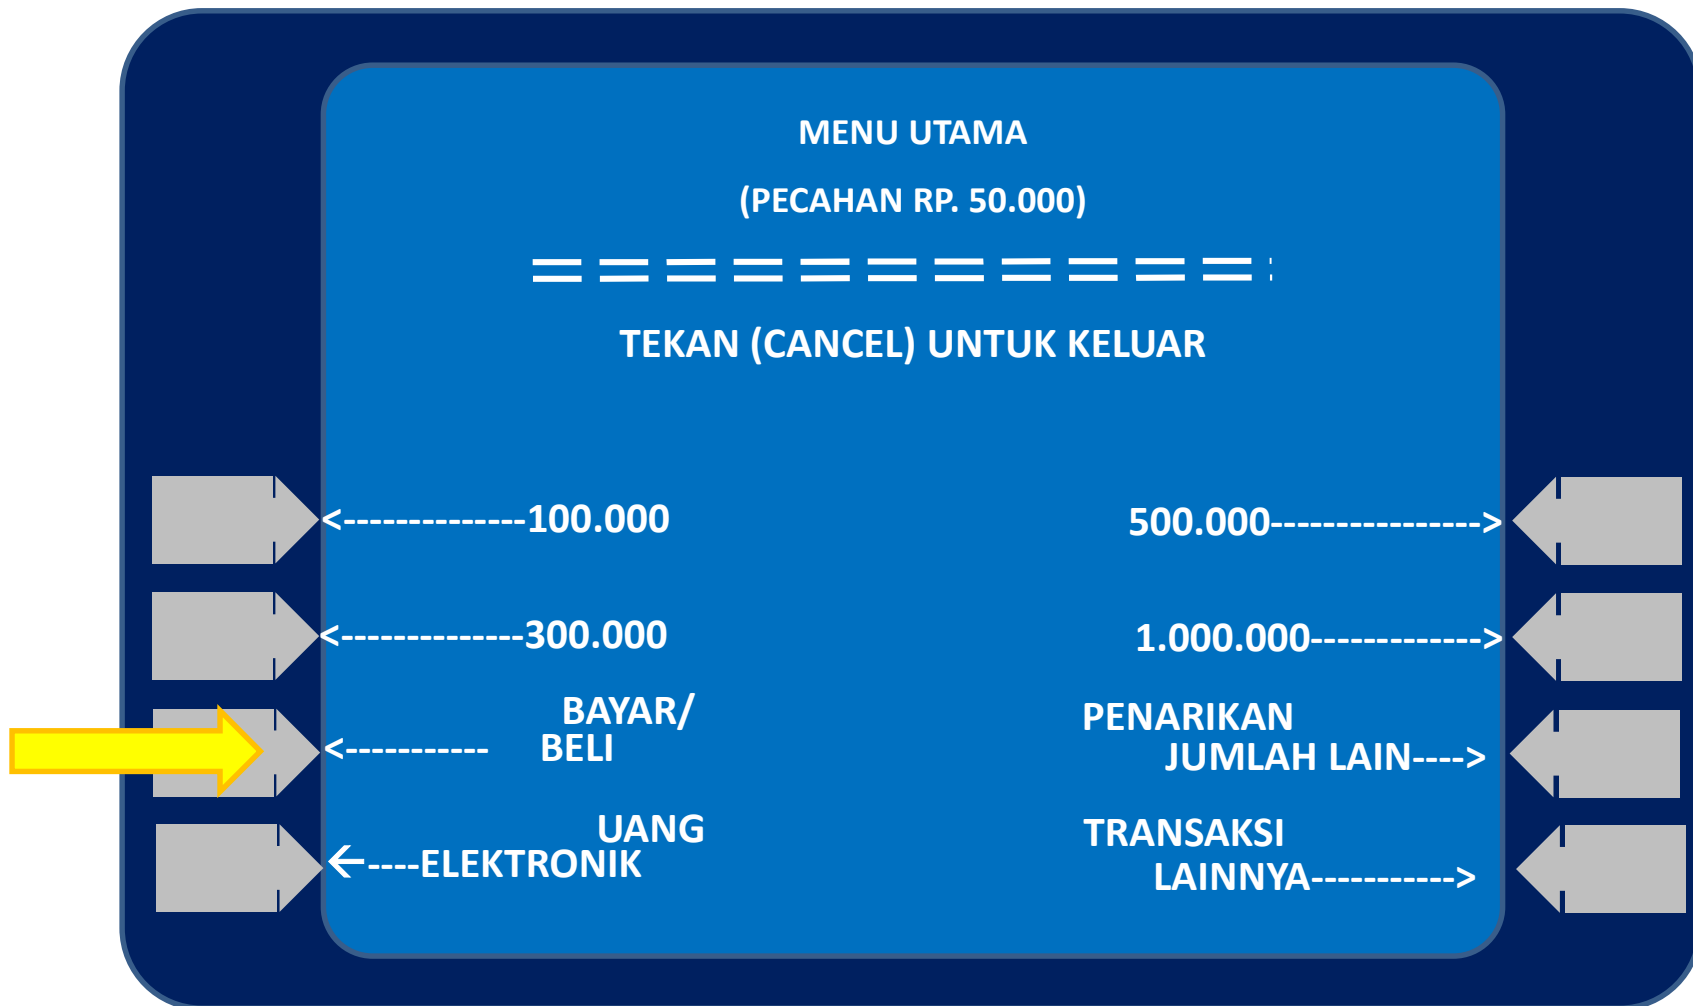 MENU UTAMA
(PECAHAN RP. 50.000)
======================
TEKAN (CANCEL) UNTUK KELUAR
<--------------100.000
500.000---------------->
<--------------300.000
1.000.000------------->
BAYAR/
<----------- BELI
PENARIKAN
JUMLAH LAIN---->
UANG
←----ELEKTRONIK
TRANSAKSI
LAINNYA----------->